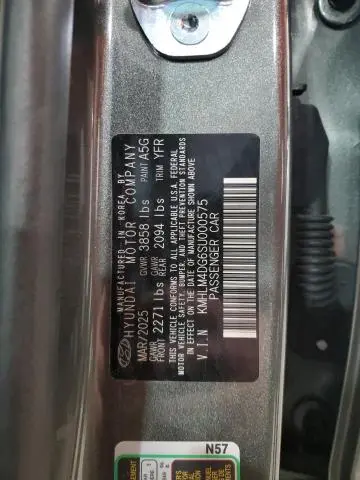 MANUFACTURED IN KOREA BY
HYUNDAI MOTOR COMPANY
MAR/2025 GVWR 3858 lbs PAINT A5G
GAWR FRONT 2271 lbs GAWR REAR 2094 lbs TRIM YFR
THIS VEHICLE CONFORMS TO ALL APPLICABLE U.S.A. FEDERAL
MOTOR VEHICLE SAFETY, BUMPER, AND THEFT PREVENTION STANDARDS
IN EFFECT ON THE DATE OF MANUFACTURE SHOWN ABOVE
V.I.N KMHLM4DG6SU000575
PASSENGER CAR
N57